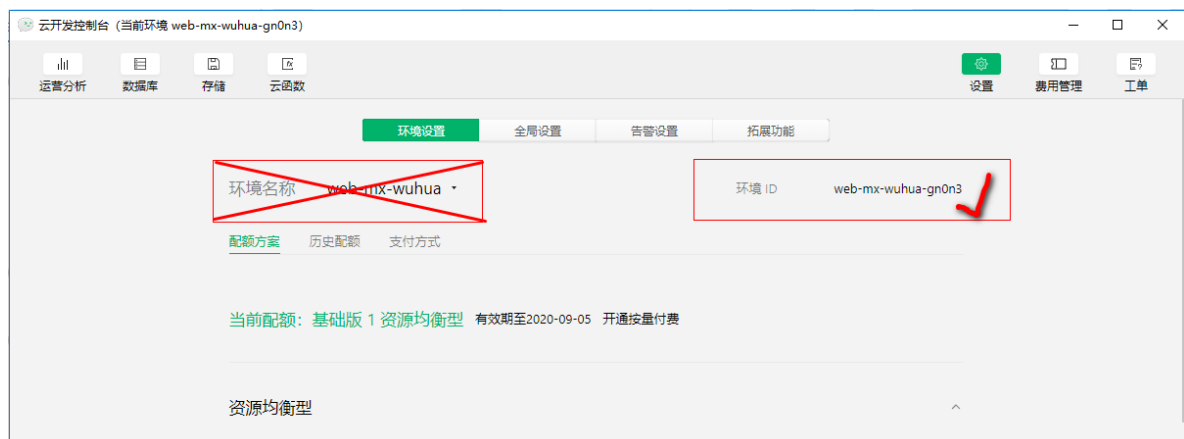 云开发控制台 (当前环境 web-mx-wuhua-gn0n3)
运营分析 数据库 存储 云函数 设置 费用管理 工单
环境设置 全局设置 告警设置 拓展功能
环境名称 web-mx-wuhua 环境 ID web-mx-wuhua-gn0n3
配额方案 历史配额 支付方式
当前配额：基础版 1 资源均衡型 有效期至2020-09-05 开通按量付费
资源均衡型